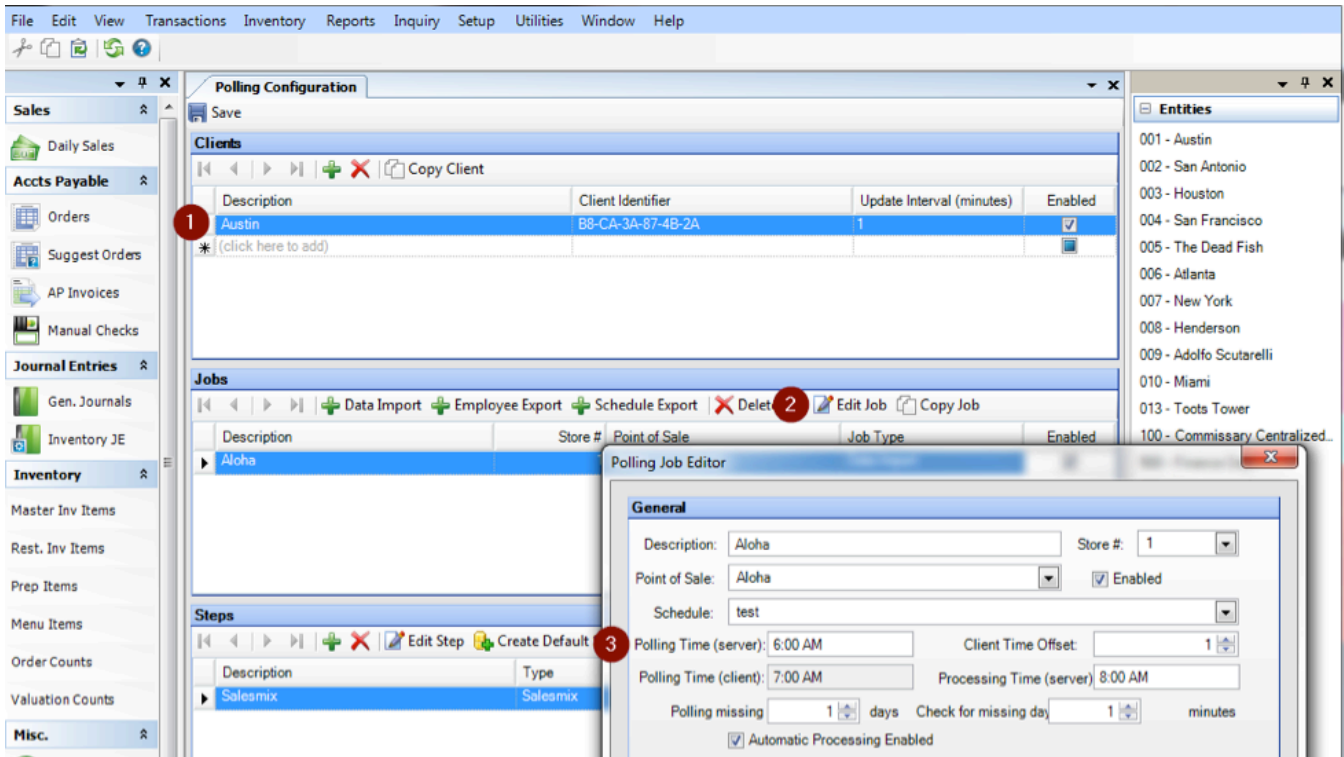 File Edit View Transactions Inventory Reports Inquiry Setup Utilities Window Help
Polling Configuration
Save
Clients
Copy Client
Description Client Identifier Update Interval (minutes) Enabled
1 Austin B8-CA-3A-87-4B-2A 1
(click here to add)
Jobs
Data Import Employee Export Schedule Export Delet 2 Edit Job Copy Job
Description Store # Point of Sale Job Type Enabled
Aloha
Steps
Edit Step Create Default
Description Type
Salesmix Salesmix
Sales
Daily Sales
Accts Payable
Orders
Suggest Orders
AP Invoices
Manual Checks
Journal Entries
Gen. Journals
Inventory JE
Inventory
Master Inv Items
Rest. Inv Items
Prep Items
Menu Items
Order Counts
Valuation Counts
Misc.
Entities
001 - Austin
002 - San Antonio
003 - Houston
004 - San Francisco
005 - The Dead Fish
006 - Atlanta
007 - New York
008 - Henderson
009 - Adolfo Scutarelli
010 - Miami
013 - Toots Tower
100 - Commissary Centralized...
Polling Job Editor
General
Description: Aloha Store #: 1
Point of Sale: Aloha Enabled
Schedule: test
3 Polling Time (server): 6:00 AM Client Time Offset: 1
Polling Time (client): 7:00 AM Processing Time (server) 8:00 AM
Polling missing 1 days Check for missing day 1 minutes
Automatic Processing Enabled